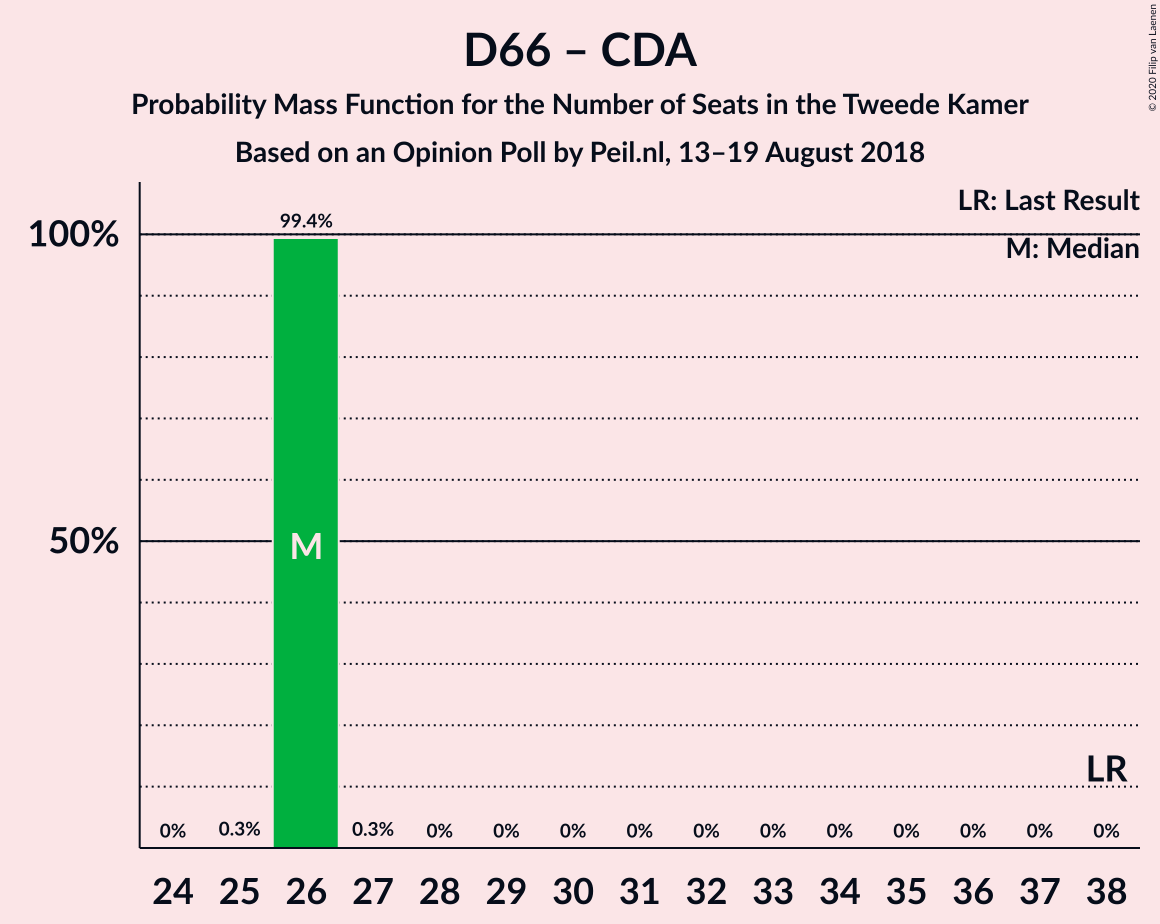 D66 – CDA
Probability Mass Function for the Number of Seats in the Tweede Kamer
Based on an Opinion Poll by Peil.nl, 13–19 August 2018
© 2020 Filip van Laenen
LR: Last Result
M: Median
100%
50%
99.4%
M
LR
0% 0.3% 0.3% 0% 0% 0% 0% 0% 0% 0% 0% 0% 0% 0%
24 25 26 27 28 29 30 31 32 33 34 35 36 37 38